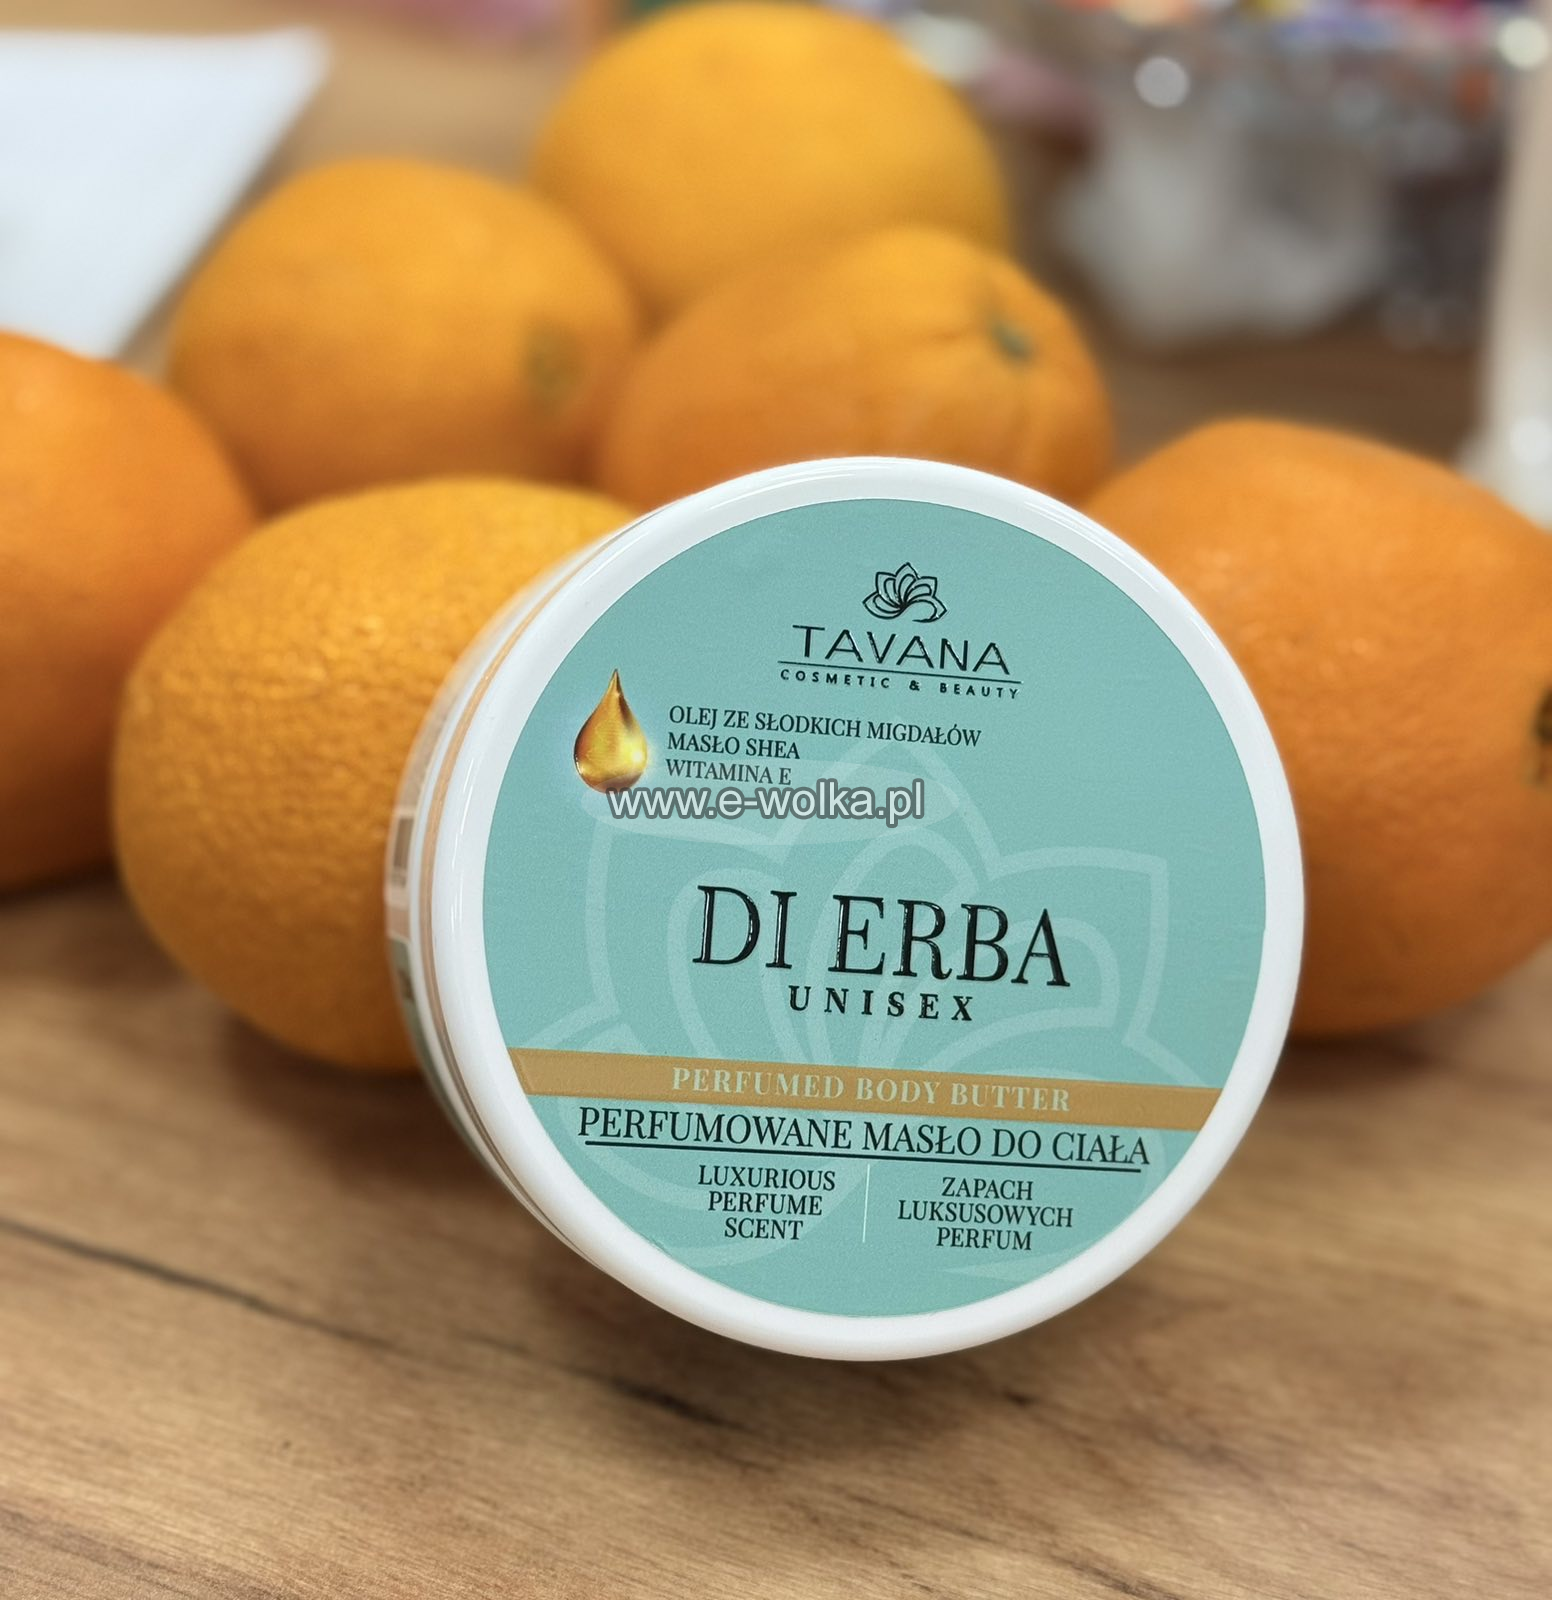 TAVANA
COSMETIC & BEAUTY
OLEJ ZE SŁODKICH MIGDAŁÓW
MASŁO SHEA
WITAMINA E
www.e-wolka.pl
DI ERBA
UNISEX
PERFUMED BODY BUTTER
PERFUMOWANE MASŁO DO CIAŁA
LUXURIOUS
PERFUME
SCENT
ZAPACH
LUKSUSOWYCH
PERFUM